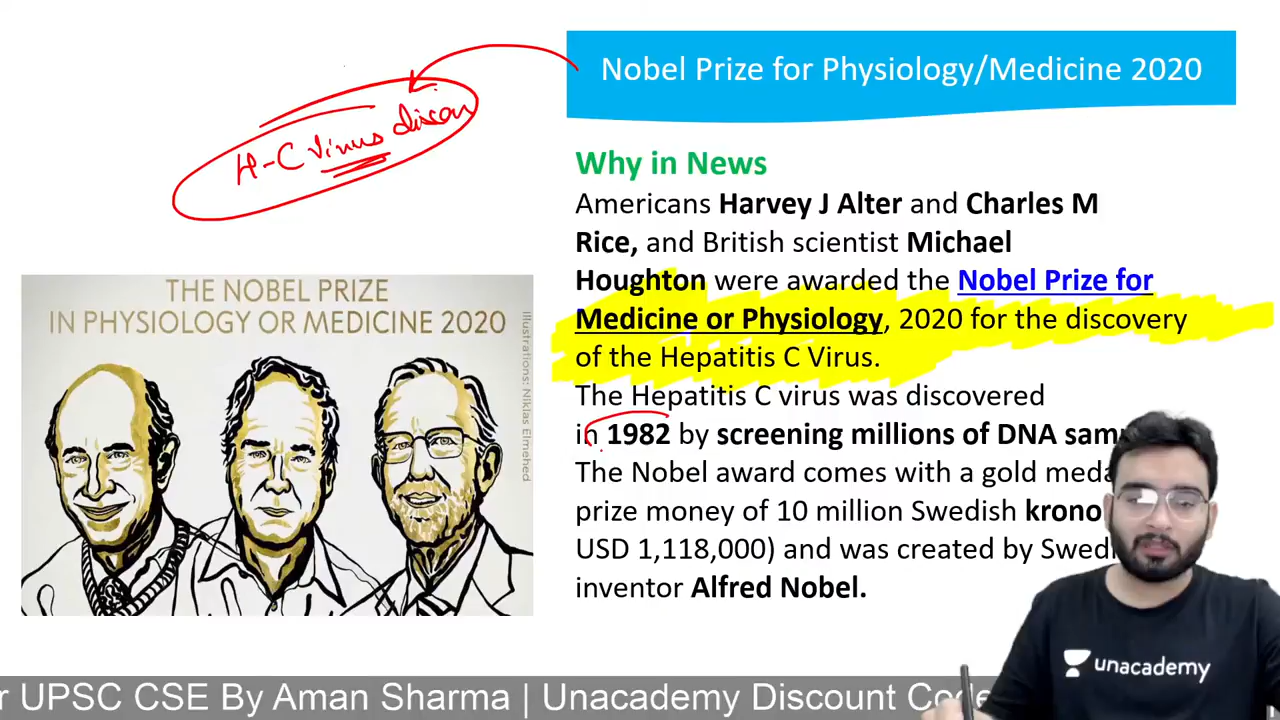 Nobel Prize for Physiology/Medicine 2020
H-C Virus
Why in News
Americans Harvey J Alter and Charles M
Rice, and British scientist Michael
Houghton were awarded the Nobel Prize for
Medicine or Physiology, 2020 for the discovery
of the Hepatitis C Virus.
The Hepatitis C virus was discovered
in 1982 by screening millions of DNA
The Nobel award comes with a gold
prize money of 10 million Swedish krono
USD 1,118,000) and was created by
inventor Alfred Nobel.
THE NOBEL PRIZE
IN PHYSIOLOGY OR MEDICINE 2020
Illustrations: Niklas Elmehed
unacademy
r UPSC CSE By Aman Sharma | Unacademy Discount Code